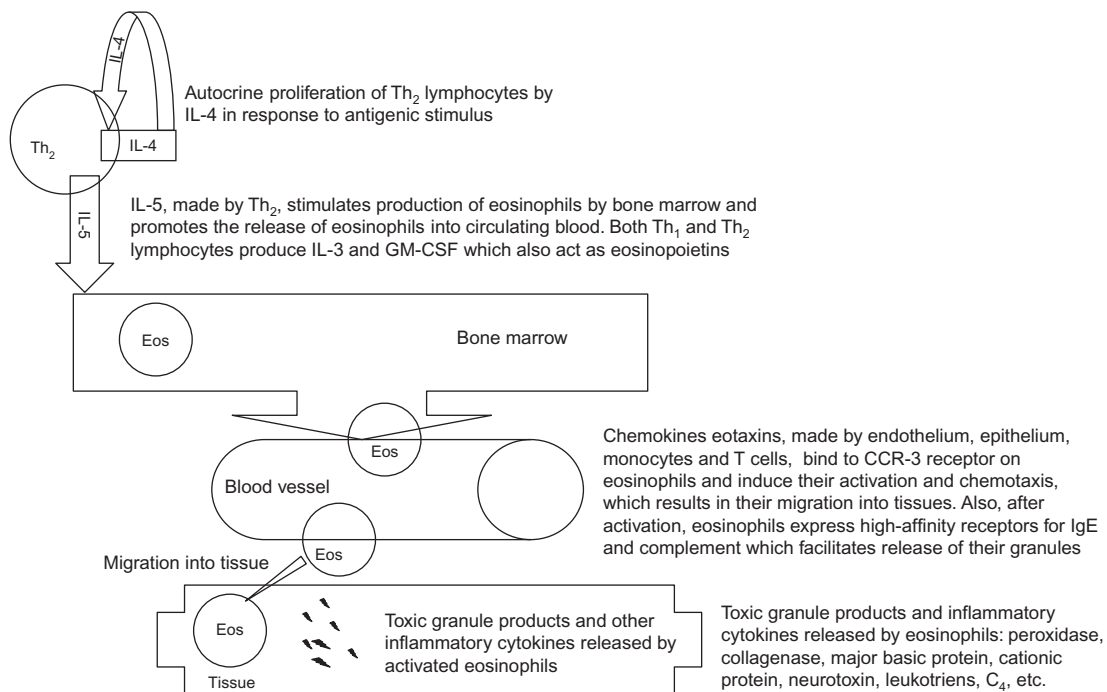 IL-4
Autocrine proliferation of Th₂ lymphocytes by
IL-4 in response to antigenic stimulus
Th₂
IL-4
IL-5
IL-5, made by Th₂, stimulates production of eosinophils by bone marrow and
promotes the release of eosinophils into circulating blood. Both Th₁ and Th₂
lymphocytes produce IL-3 and GM-CSF which also act as eosinopoietins
Eos
Bone marrow
Eos
Blood vessel
Chemokines eotaxins, made by endothelium, epithelium,
monocytes and T cells, bind to CCR-3 receptor on
eosinophils and induce their activation and chemotaxis,
which results in their migration into tissues. Also, after
activation, eosinophils express high-affinity receptors for IgE
and complement which facilitates release of their granules
Eos
Migration into tissue
Eos
Tissue
Toxic granule products and other
inflammatory cytokines released by
activated eosinophils
Toxic granule products and inflammatory
cytokines released by eosinophils: peroxidase,
collagenase, major basic protein, cationic
protein, neurotoxin, leukotriens, C₄, etc.